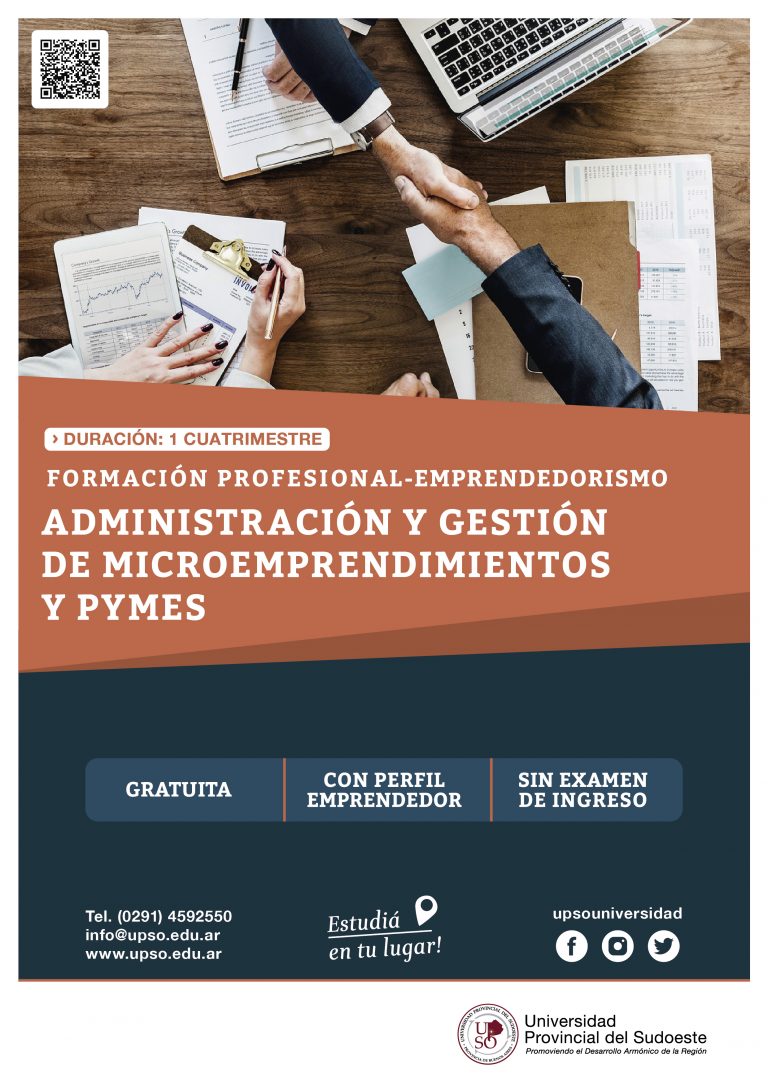 › DURACIÓN: 1 CUATRIMESTRE
FORMACIÓN PROFESIONAL-EMPRENDEDORISMO
ADMINISTRACIÓN Y GESTIÓN
DE MICROEMPRENDIMIENTOS
Y PYMES
GRATUITA
CON PERFIL
EMPRENDEDOR
SIN EXAMEN
DE INGRESO
Tel. (0291) 4592550
info@upso.edu.ar
www.upso.edu.ar
Estudiá
en tu lugar!
upsouniversidad
UPSO
Universidad
Provincial del Sudoeste
Promoviendo el Desarrollo Armónico de la Región